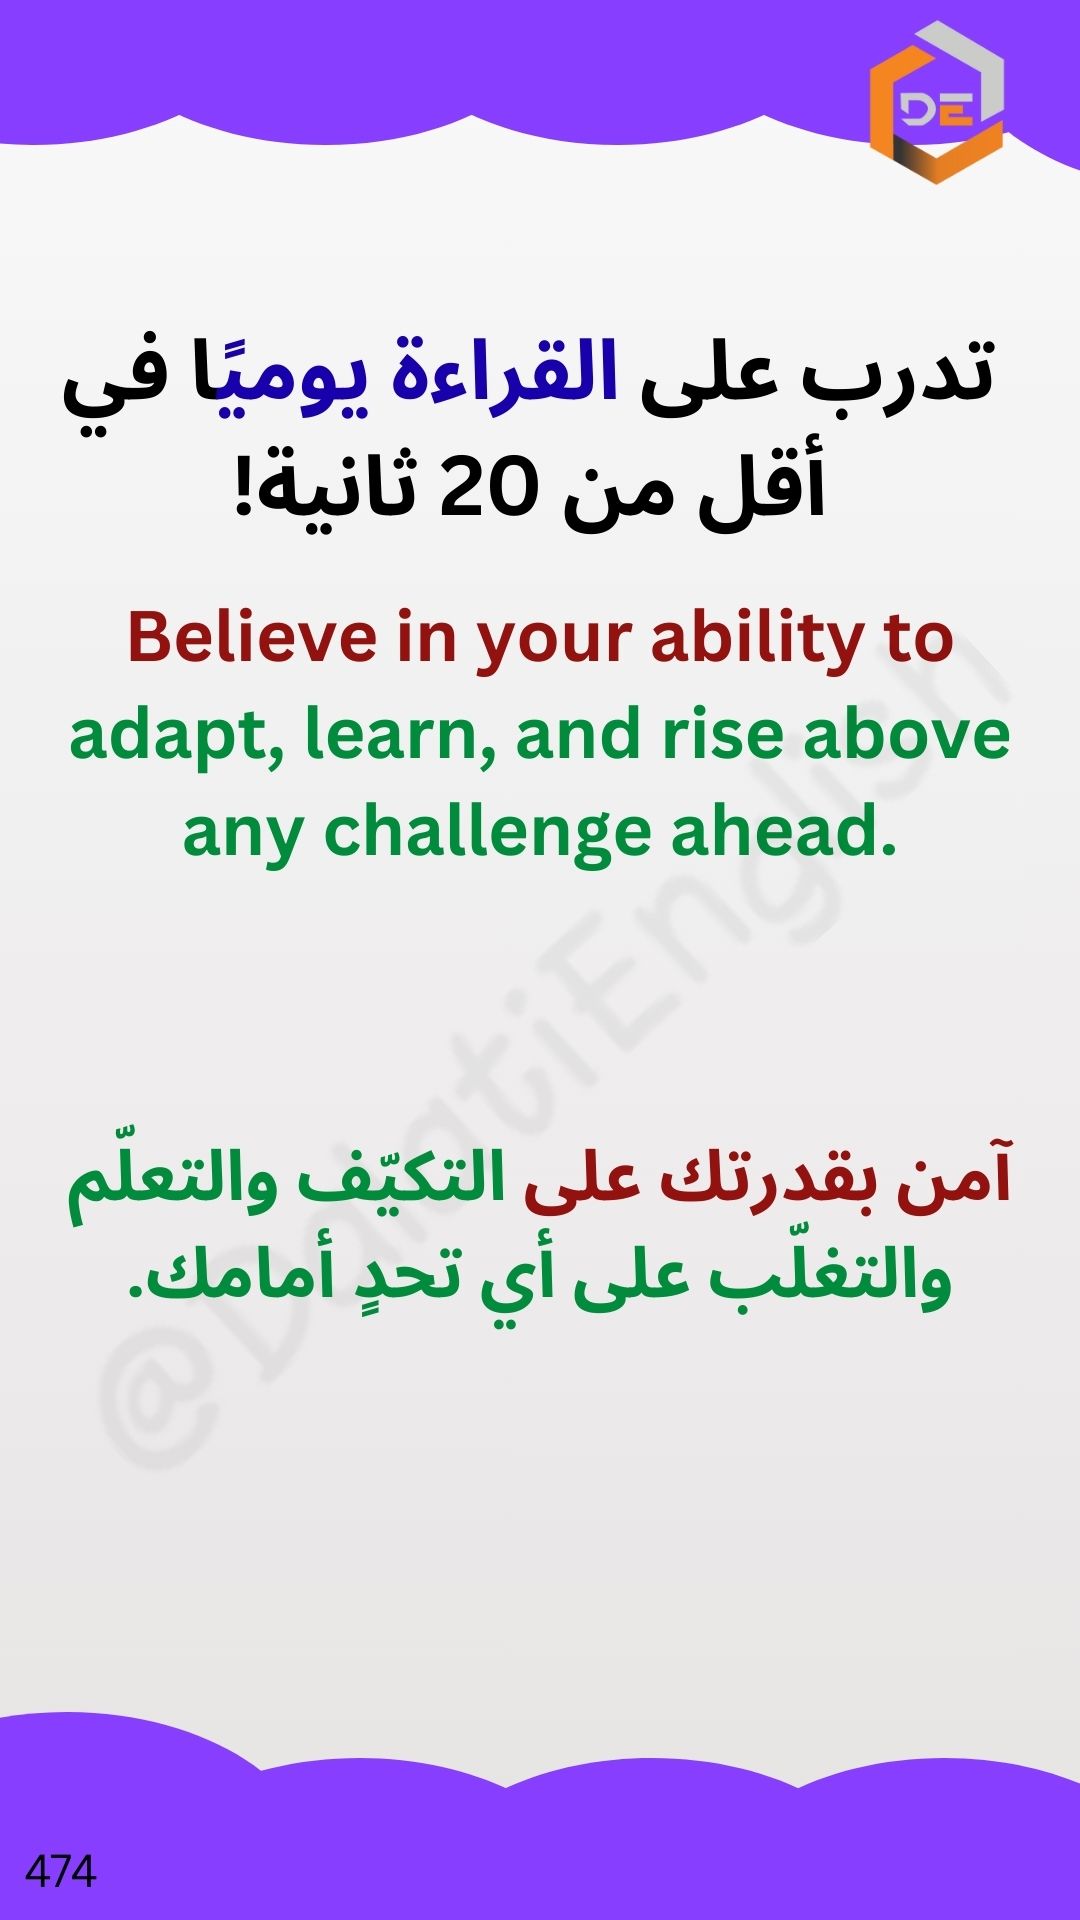 DE
تدرب على القراءة يوميًا في
أقل من 20 ثانية!
Believe in your ability to
adapt, learn, and rise above
any challenge ahead.
@DalatiEnglish
آمن بقدرتك على التكيّف والتعلّم
والتغلّب على أي تحدٍ أمامك.
474